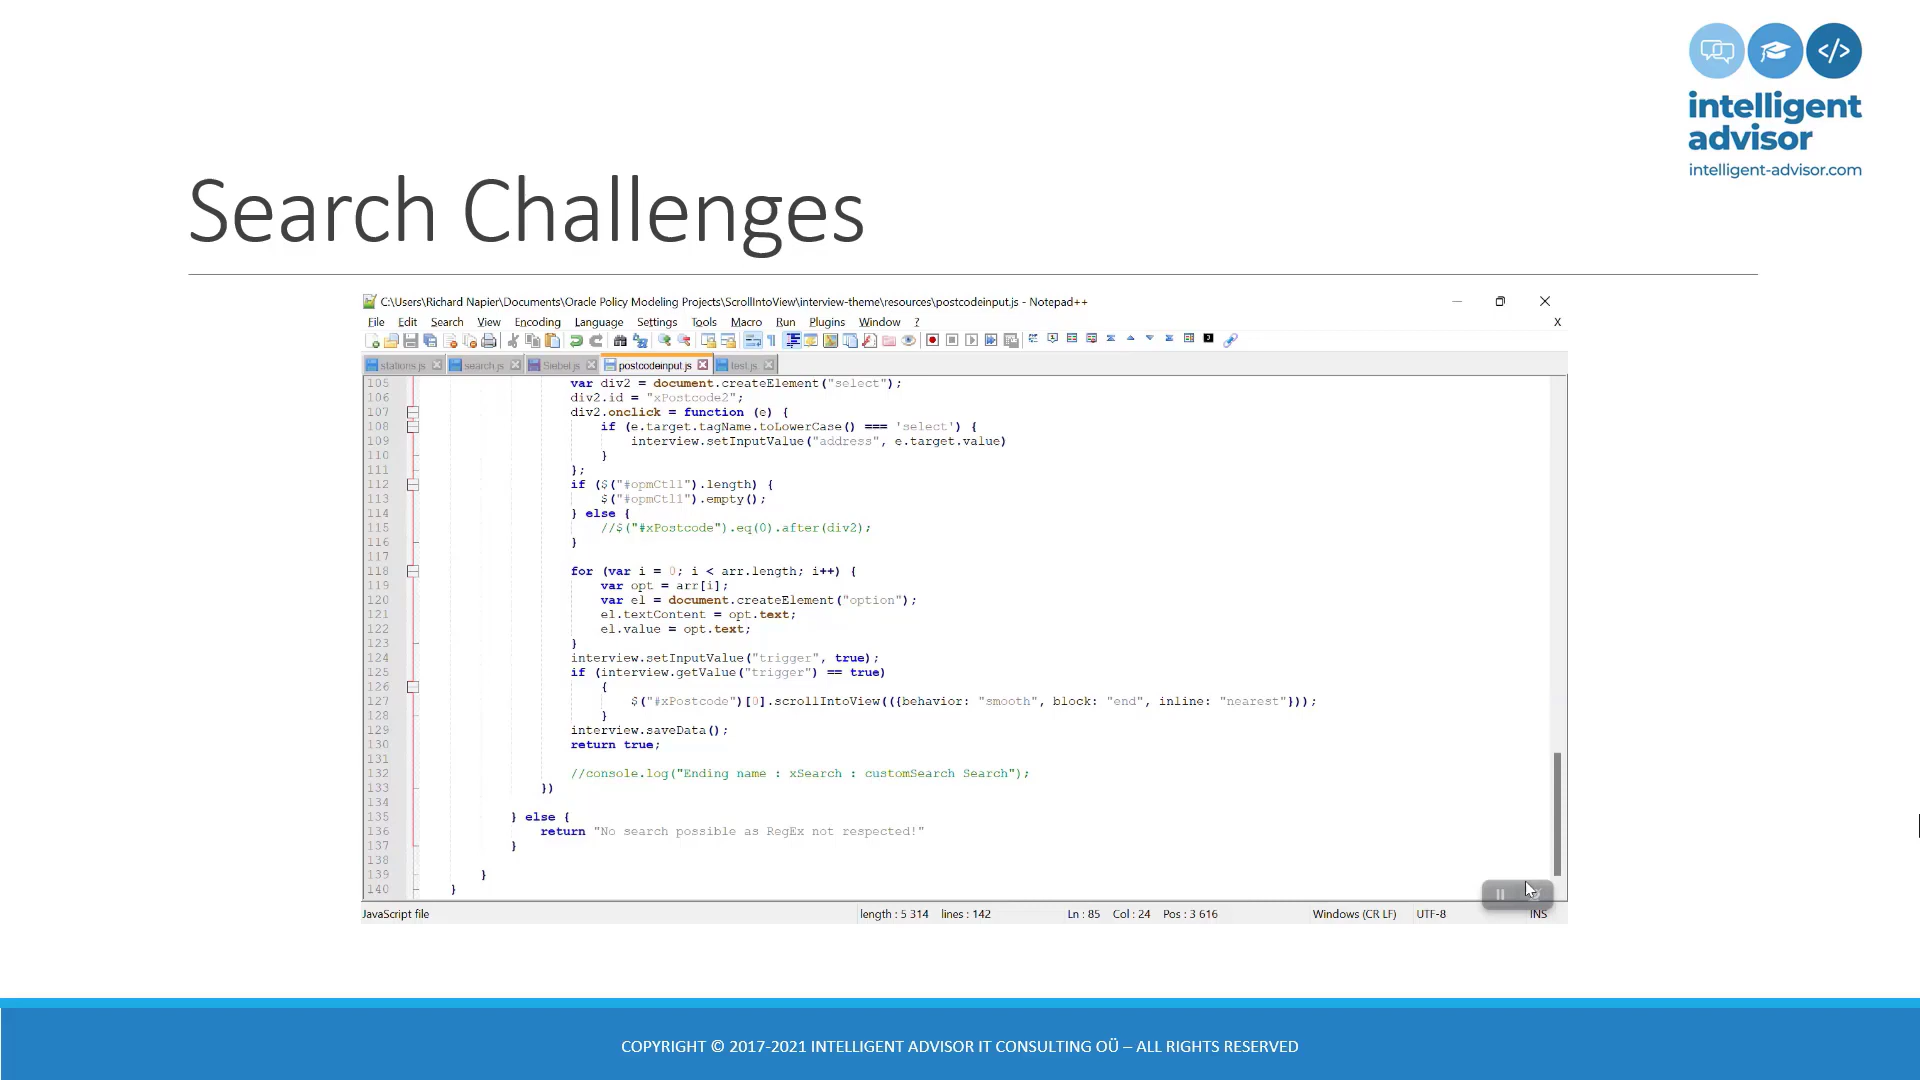 intelligent
advisor
intelligent-advisor.com
Search Challenges
C:\Users\Richard Napier\Documents\Oracle Policy Modeling Projects\ScrollIntoView\interview-theme\resources\postcodeinput.js - Notepad++
File Edit Search View Encoding Language Settings Tools Macro Run Plugins Window ? X
stations.js search.js Siebel.js postcodeinput.js test.js
105 var div2 = document.createElement("select");
106 div2.id = "xPostcode2";
107 div2.onclick = function (e) {
108 if (e.target.tagName.toLowerCase() === 'select') {
109 interview.setInputValue("address", e.target.value)
110 }
111 };
112 if ($("#opmCtl1").length) {
113 $("#opmCtl1").empty();
114 } else {
115 //$("#xPostcode").eq(0).after(div2);
116 }
117
118 for (var i = 0; i < arr.length; i++) {
119 var opt = arr[i];
120 var el = document.createElement("option");
121 el.textContent = opt.text;
122 el.value = opt.text;
123 }
124 interview.setInputValue("trigger", true);
125 if (interview.getValue("trigger") == true)
126 {
127 $("#xPostcode")[0].scrollIntoView(({behavior: "smooth", block: "end", inline: "nearest"}));
128 }
129 interview.saveData();
130 return true;
131
132 //console.log("Ending name : xSearch : customSearch Search");
133 })
134
135 } else {
136 return "No search possible as RegEx not respected!"
137 }
138
139 }
140 }
JavaScript file length : 5 314 lines : 142 Ln : 85 Col : 24 Pos : 3 616 Windows (CR LF) UTF-8 INS
COPYRIGHT © 2017-2021 INTELLIGENT ADVISOR IT CONSULTING OÜ – ALL RIGHTS RESERVED